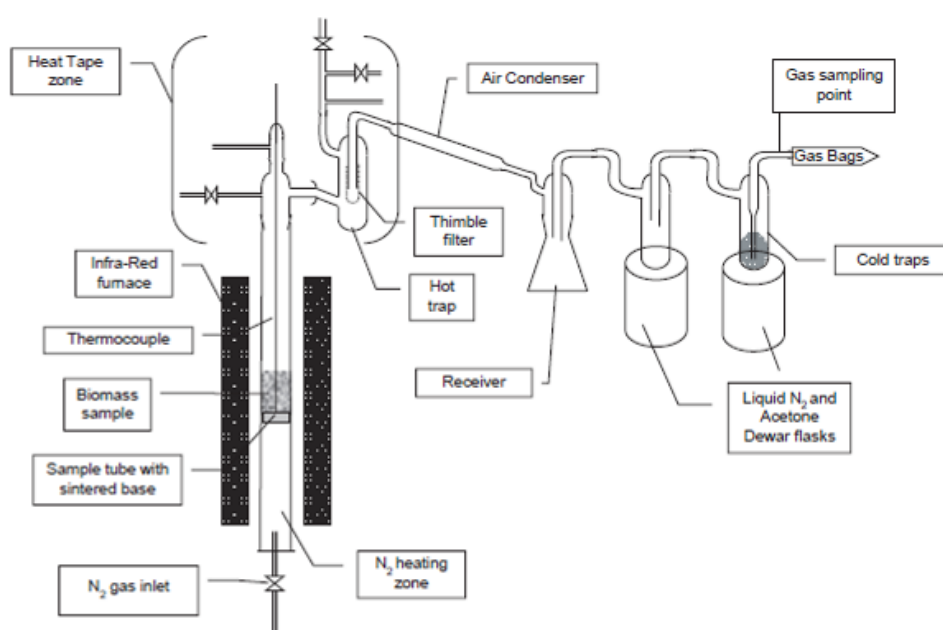 Heat Tape
zone
Air Condenser
Gas sampling
point
Gas Bags
Thimble
filter
Cold traps
Infra-Red
furnace
Hot
trap
Thermocouple
Receiver
Biomass
sample
Liquid N₂ and
Acetone
Dewar flasks
Sample tube with
sintered base
N₂ gas inlet
N₂ heating
zone